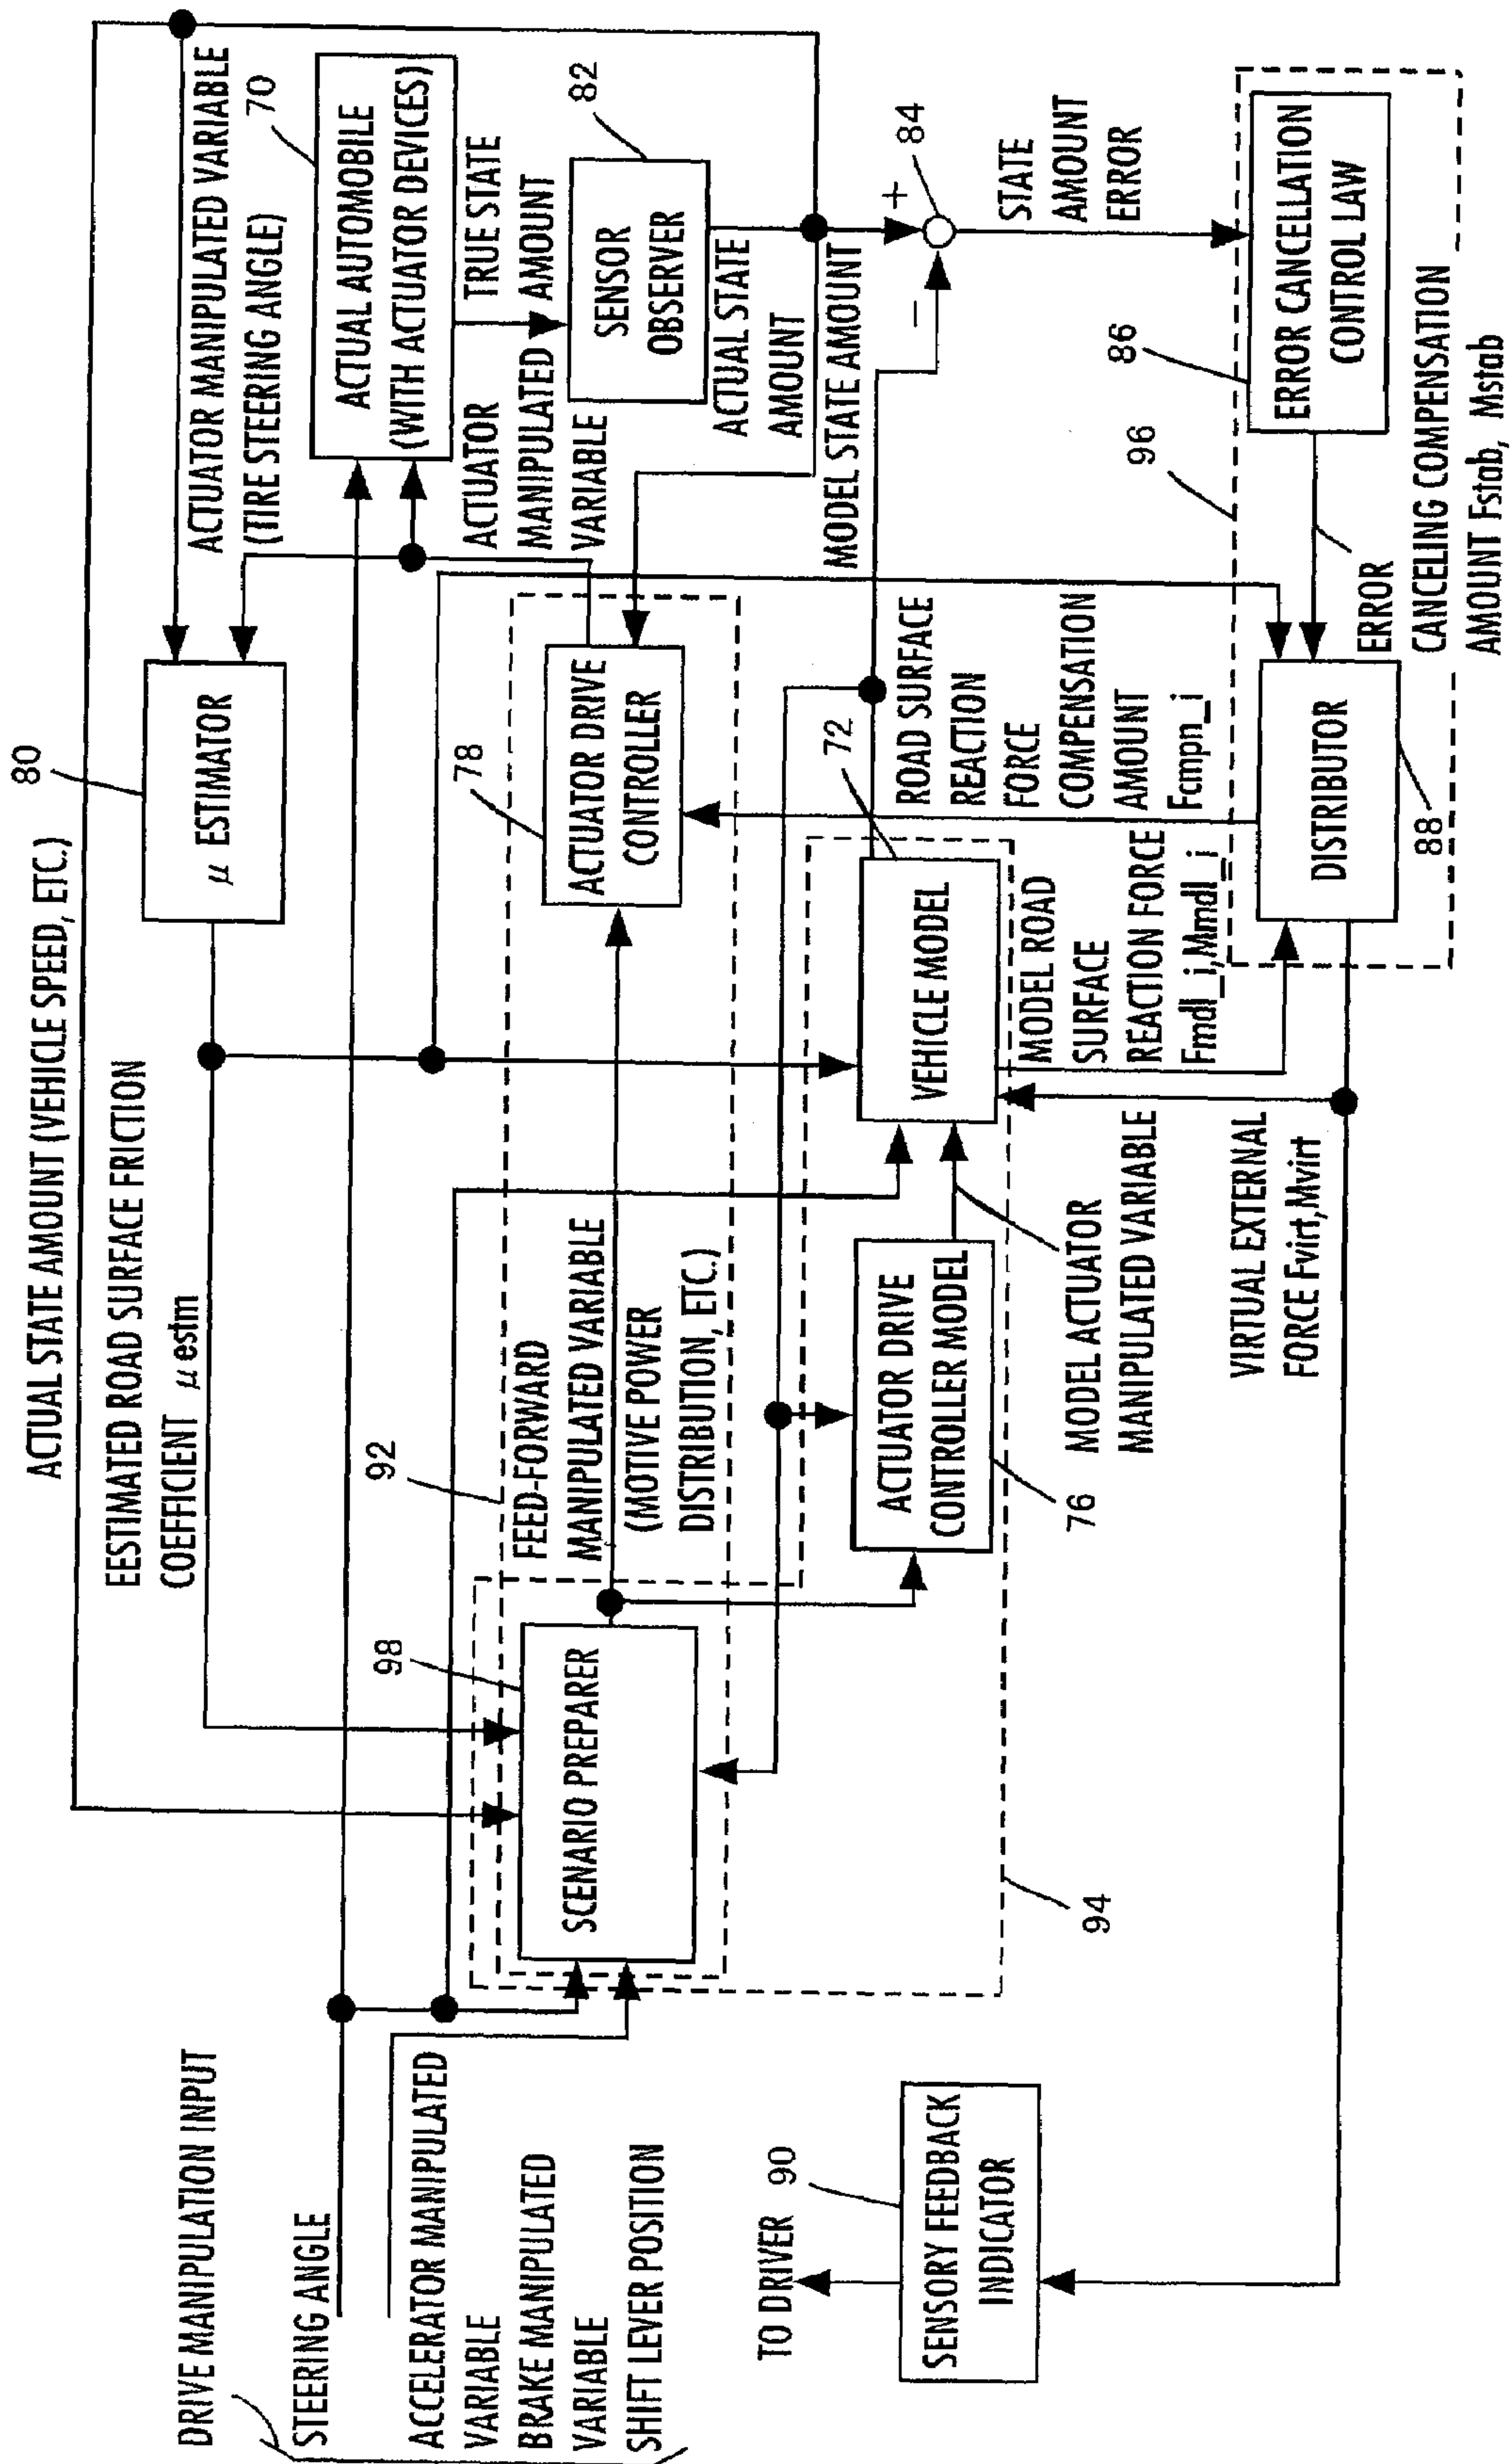 DRIVE MANIPULATION INPUT
STEERING ANGLE
ACCELERATOR MANIPULATED
VARIABLE
BRAKE MANIPULATED
VARIABLE
SHIFT LEVER POSITION
TO DRIVER
90
SENSORY FEEDBACK
INDICATOR
ACTUAL STATE AMOUNT (VEHICLE SPEED, ETC.)
EESTIMATED ROAD SURFACE FRICTION
COEFFICIENT μ estm
98
SCENARIO PREPARER
92
FEED-FORWARD
MANIPULATED VARIABLE
(MOTIVE POWER
DISTRIBUTION, ETC.)
94
ACTUATOR DRIVE
CONTROLLER MODEL
76
MODEL ACTUATOR
MANIPULATED VARIABLE
VIRTUAL EXTERNAL
FORCE Fvirt,Mvirt
80
μ ESTIMATOR
78
ACTUATOR DRIVE
CONTROLLER
72
VEHICLE MODEL
MODEL ROAD
SURFACE
REACTION FORCE
Fmdl_i,Mmdl_i
ROAD SURFACE
REACTION
FORCE
COMPENSATION
AMOUNT
Fcmpn_i
DISTRIBUTOR
88
ACTUATOR MANIPULATED VARIABLE
(TIRE STEERING ANGLE)
70
ACTUAL AUTOMOBILE
(WITH ACTUATOR DEVICES)
ACTUATOR
MANIPULATED
VARIABLE
TRUE STATE
AMOUNT
82
SENSOR
OBSERVER
ACTUAL STATE
AMOUNT
MODEL STATE AMOUNT
+
−
84
STATE
AMOUNT
ERROR
86
96
ERROR CANCELLATION
CONTROL LAW
ERROR
CANCELING COMPENSATION
AMOUNT Fstab, Mstab